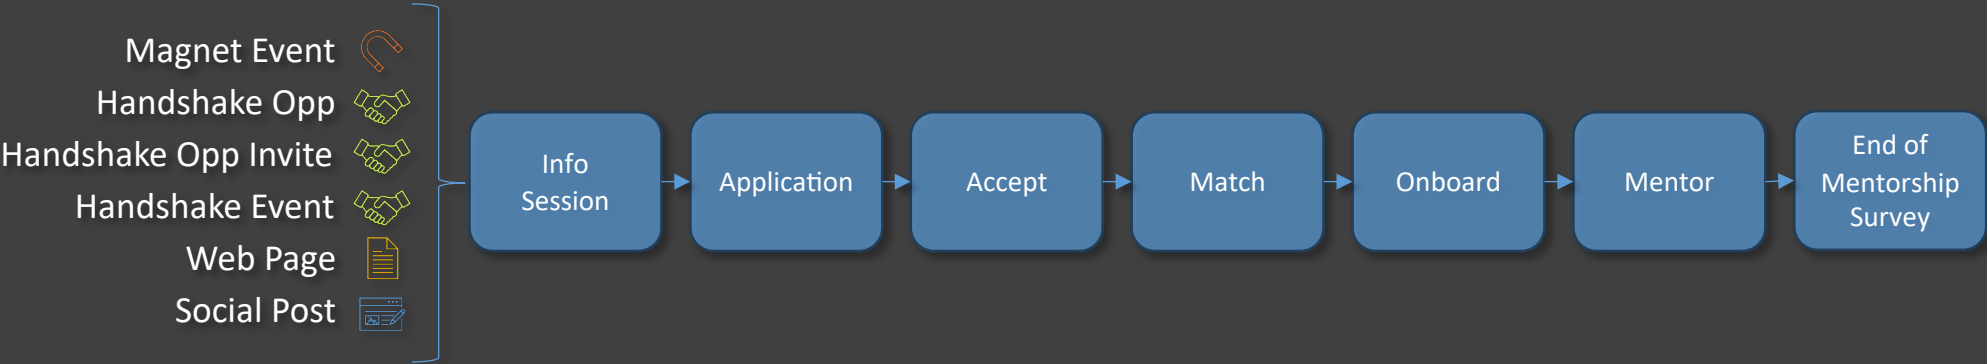 Magnet Event
Handshake Opp
Handshake Opp Invite
Handshake Event
Web Page
Social Post
Info
Session
Application
Accept
Match
Onboard
Mentor
End of
Mentorship
Survey